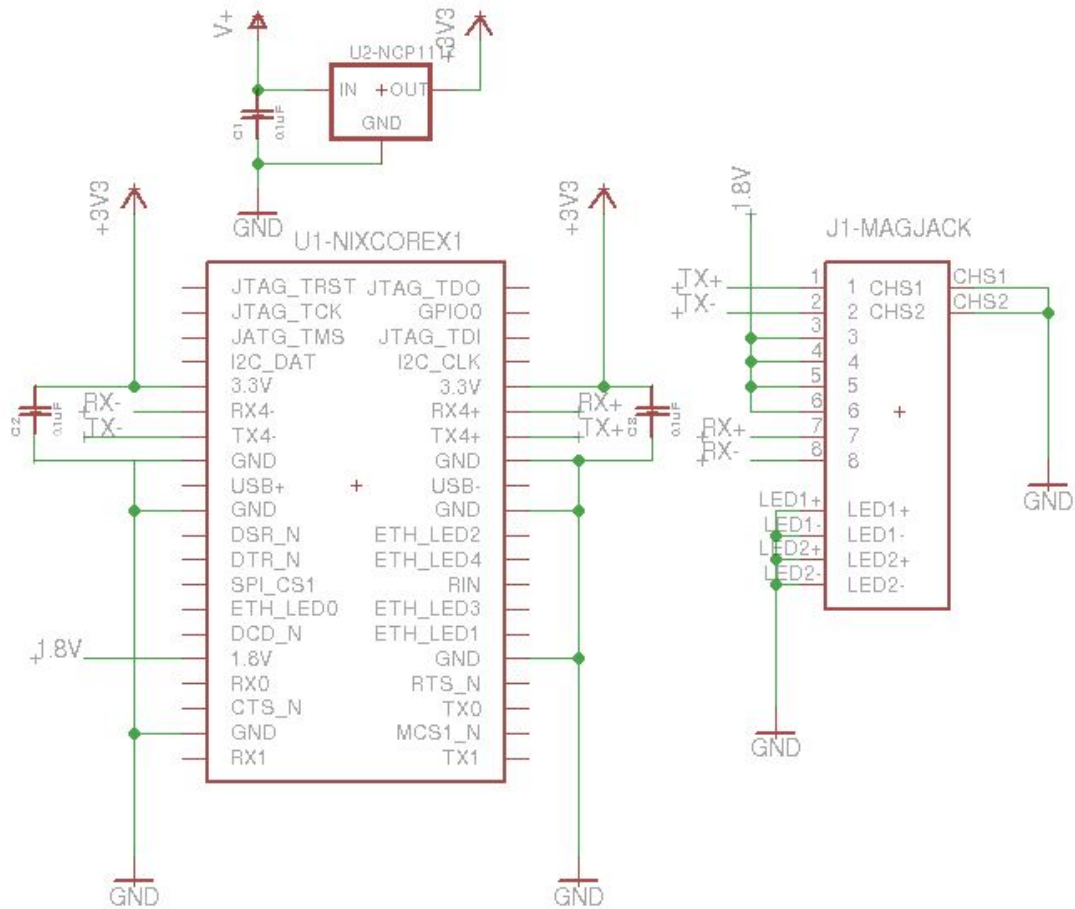 V+
+3V3
U2-NCP1117
IN
OUT
GND
C1
0.1uF
GND
+3V3
+3V3
U1-NIXCOREX1
JTAG_TRST
JTAG_TDO
JTAG_TCK
GPIO0
JATG_TMS
JTAG_TDI
I2C_DAT
I2C_CLK
3.3V
3.3V
RX4-
RX4+
TX4-
TX4+
GND
GND
USB+
USB-
GND
GND
DSR_N
ETH_LED2
DTR_N
ETH_LED4
SPI_CS1
RIN
ETH_LED0
ETH_LED3
DCD_N
ETH_LED1
1.8V
GND
RX0
RTS_N
CTS_N
TX0
GND
MCS1_N
RX1
TX1
C2
0.1uF
RX-
TX-
1.8V
GND
RX+
TX+
0.1uF
GND
1.8V
J1-MAGJACK
TX+
1
1
CHS1
CHS1
TX-
2
2
CHS2
CHS2
3
3
4
4
5
5
6
6
RX+
7
7
RX-
8
8
LED1+
LED1+
LED1-
LED1-
LED2+
LED2+
LED2-
LED2-
GND
GND